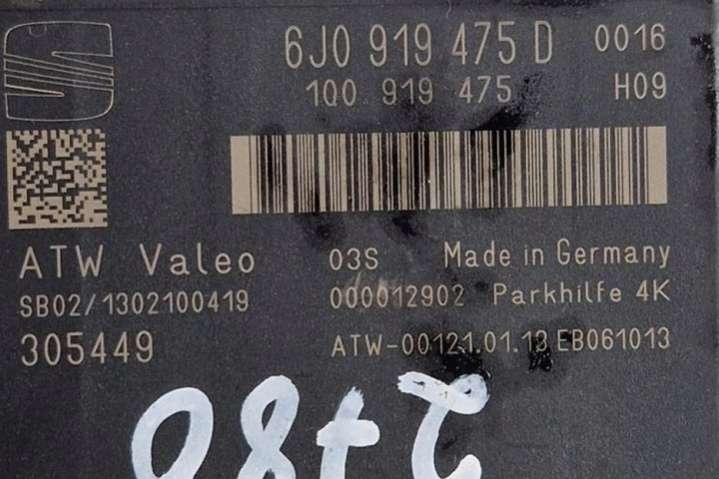 6J0 919 475 D 0016
1Q0 919 475 H09
ATW Valeo 03S Made in Germany
SB02/1302100419 000012902 Parkhilfe 4K
305449 ATW-00121.01.13 EB061013